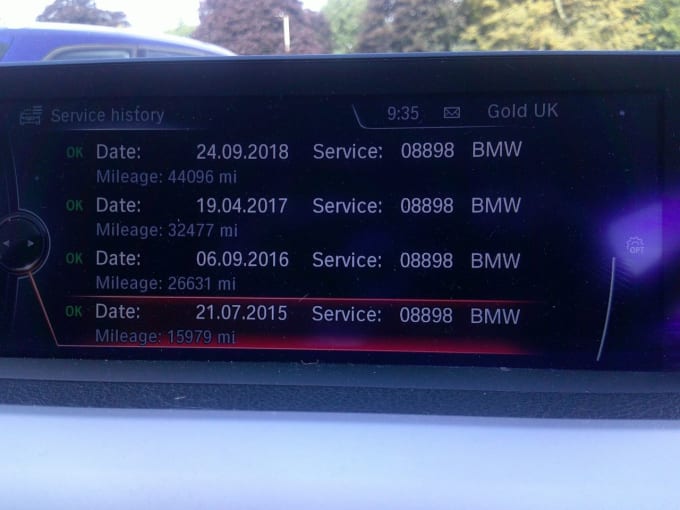 Service history 9:35 Gold UK
OK Date: 24.09.2018 Service: 08898 BMW
Mileage: 44096 mi
OK Date: 19.04.2017 Service: 08898 BMW
Mileage: 32477 mi
OK Date: 06.09.2016 Service: 08898 BMW
Mileage: 26631 mi
OPT
OK Date: 21.07.2015 Service: 08898 BMW
Mileage: 15979 mi